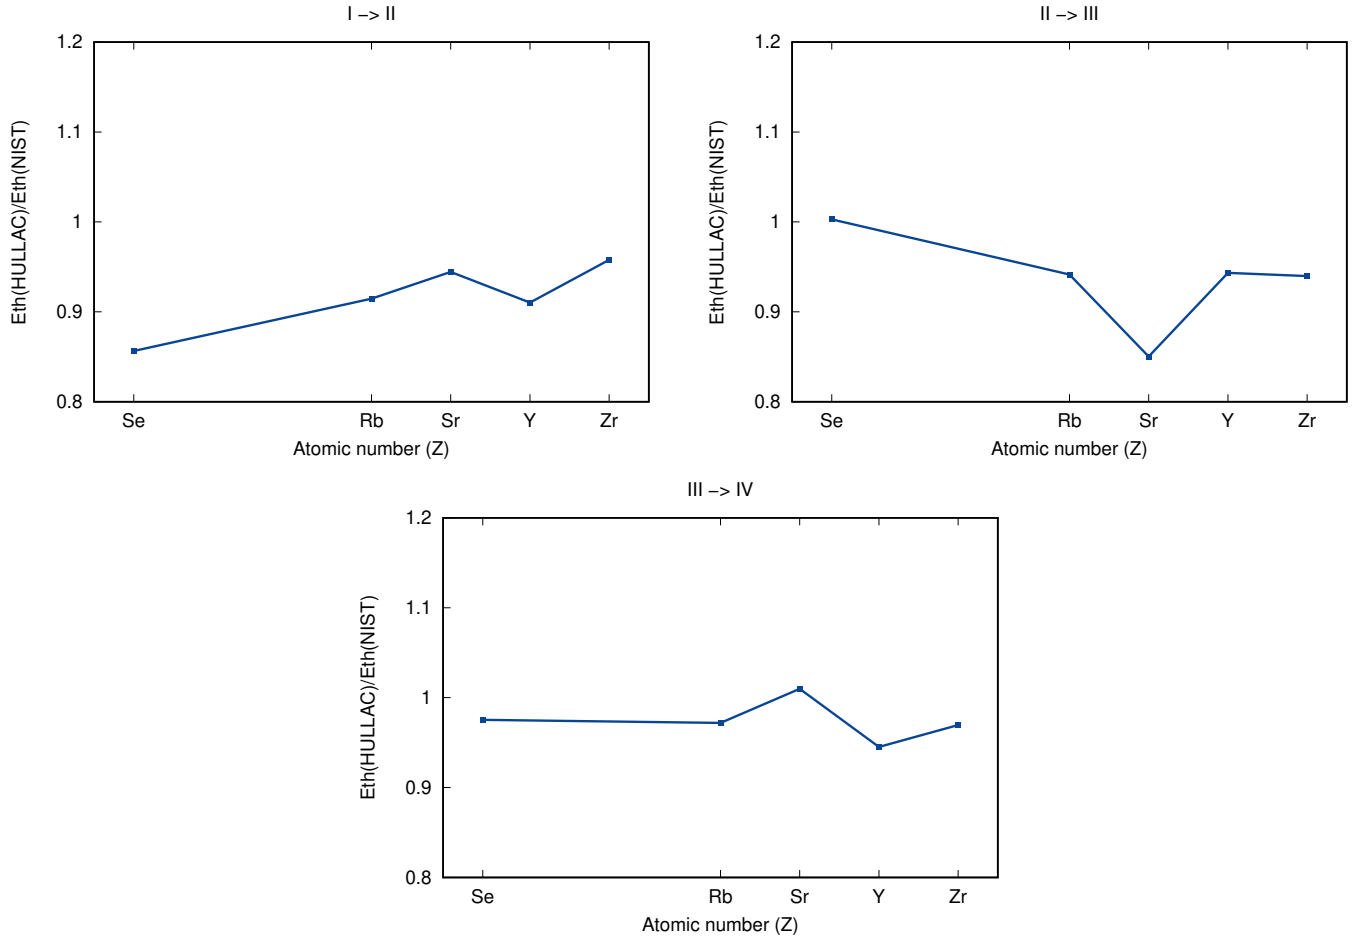 I −> II
1.2
1.1
1
0.9
0.8
Eth(HULLAC)/Eth(NIST)
Se Rb Sr Y Zr
Atomic number (Z)
II −> III
1.2
1.1
1
0.9
0.8
Eth(HULLAC)/Eth(NIST)
Se Rb Sr Y Zr
Atomic number (Z)
III −> IV
1.2
1.1
1
0.9
0.8
Eth(HULLAC)/Eth(NIST)
Se Rb Sr Y Zr
Atomic number (Z)